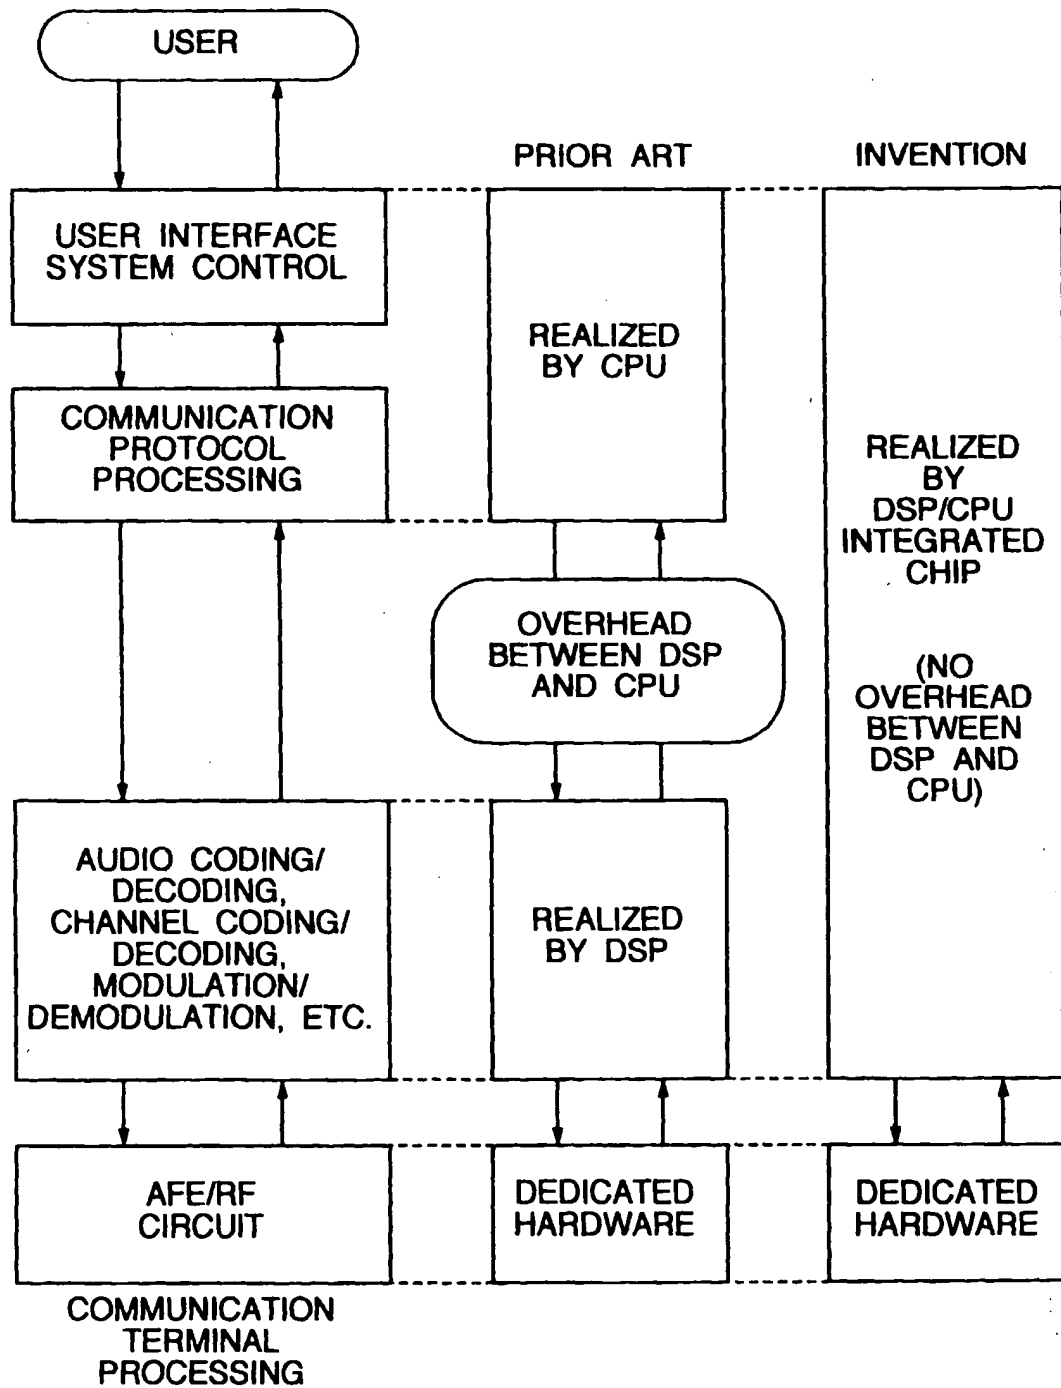 USER
PRIOR ART
INVENTION
USER INTERFACE
SYSTEM CONTROL
REALIZED
BY CPU
COMMUNICATION
PROTOCOL
PROCESSING
REALIZED
BY
DSP/CPU
INTEGRATED
CHIP
OVERHEAD
BETWEEN DSP
AND CPU
(NO
OVERHEAD
BETWEEN
DSP AND
CPU)
AUDIO CODING/
DECODING,
CHANNEL CODING/
DECODING,
MODULATION/
DEMODULATION, ETC.
REALIZED
BY DSP
AFE/RF
CIRCUIT
DEDICATED
HARDWARE
DEDICATED
HARDWARE
COMMUNICATION
TERMINAL
PROCESSING